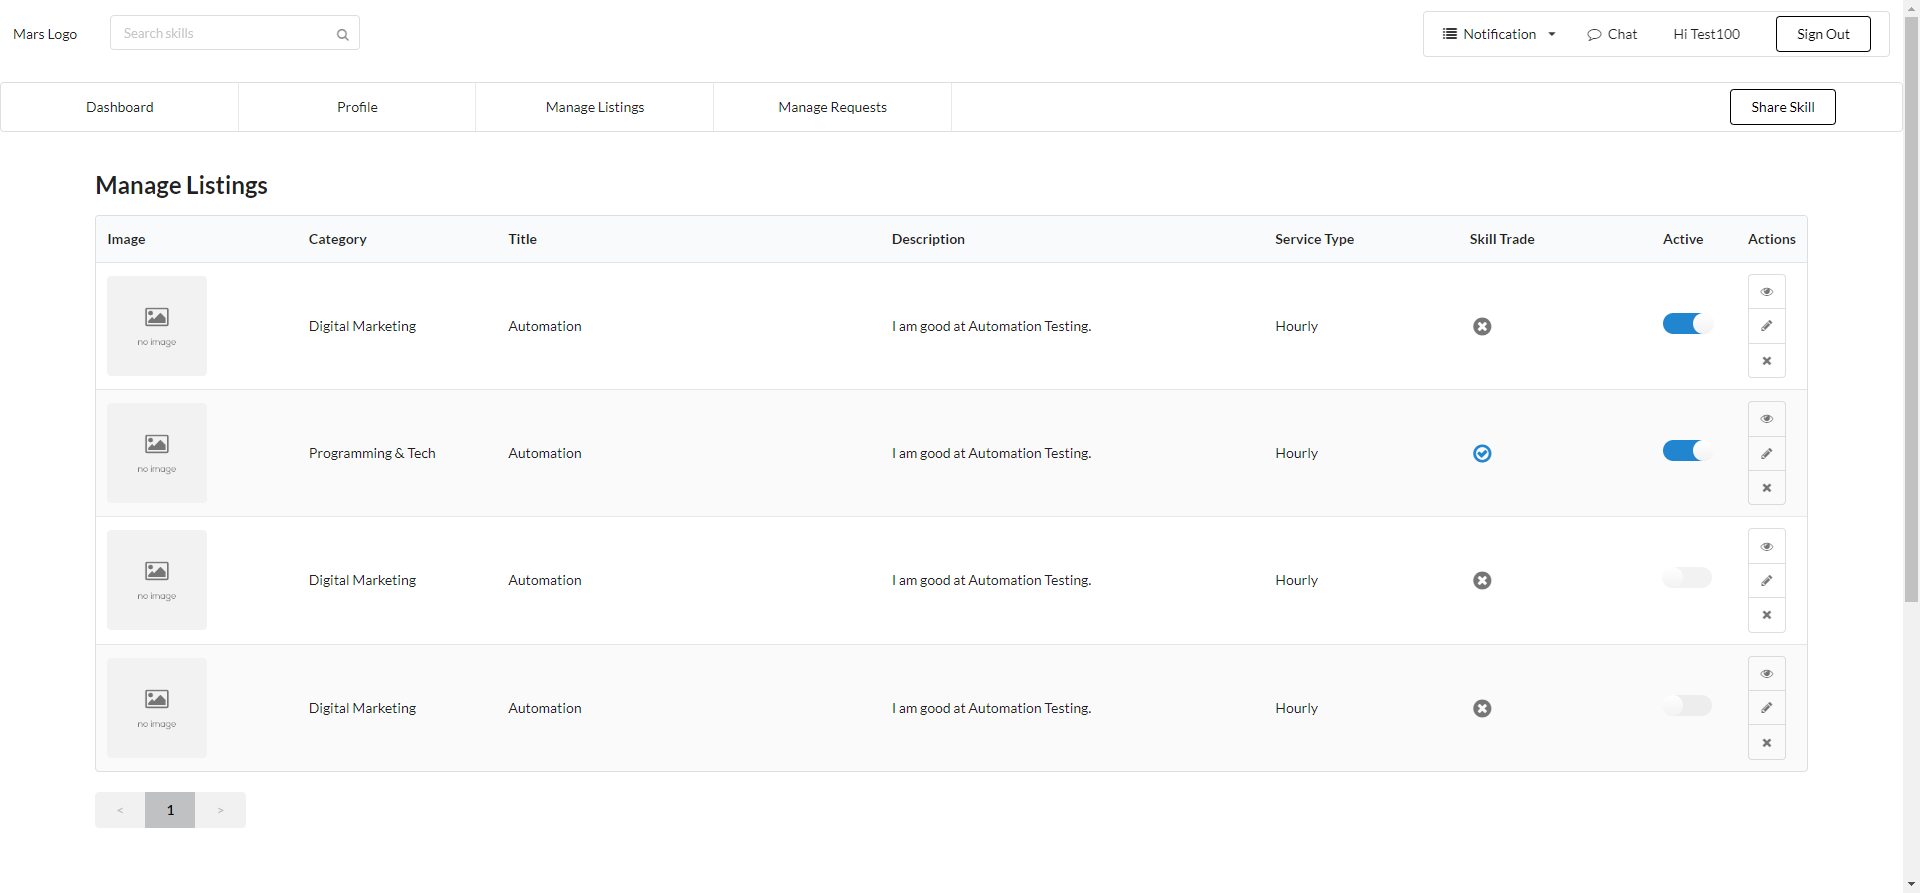 Mars Logo
Search skills
Notification
Chat
Hi Test100
Sign Out
Dashboard
Profile
Manage Listings
Manage Requests
Share Skill
Manage Listings
Image Category Title Description Service Type Skill Trade Active Actions
no image
Digital Marketing Automation I am good at Automation Testing. Hourly
no image
Programming & Tech Automation I am good at Automation Testing. Hourly
no image
Digital Marketing Automation I am good at Automation Testing. Hourly
no image
Digital Marketing Automation I am good at Automation Testing. Hourly
< 1 >